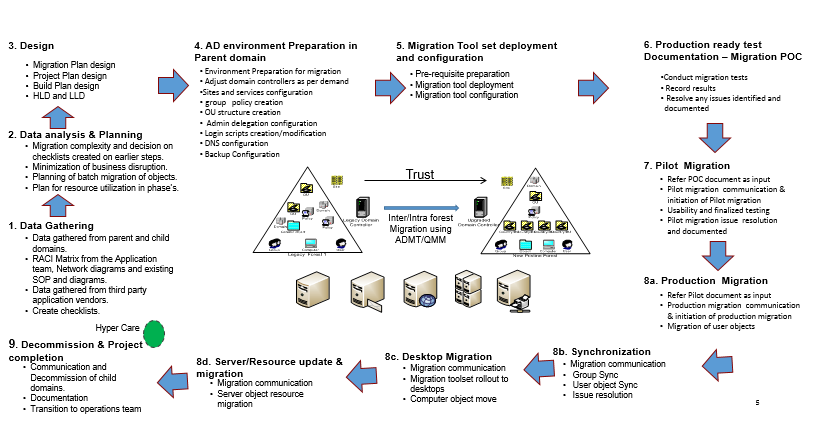 3. Design
• Migration Plan design
• Project Plan design
• Build Plan design
• HLD and LLD
4. AD environment Preparation in
Parent domain
• Environment Preparation for migration
• Adjust domain controllers as per demand
•Sites and services configuration
• group policy creation
• OU structure creation
• Admin delegation configuration
• Login scripts creation/modification
• DNS configuration
• Backup Configuration
5. Migration Tool set deployment
and configuration
• Pre-requisite preparation
• Migration tool deployment
• Migration tool configuration
6. Production ready test
Documentation – Migration POC
•Conduct migration tests
• Record results
• Resolve any issues identified and
documented
2. Data analysis & Planning
• Migration complexity and decision on
checklists created on earlier steps.
• Minimization of business disruption.
• Planning of batch migration of objects.
• Plan for resource utilization in phase's.
7. Pilot Migration
• Refer POC document as input
• Pilot migration communication &
initiation of Pilot migration
• Usability and finalized testing
• Pilot migration issue resolution
and documented
Trust
Legacy Domain
Controller
Inter/Intra forest
Migration using
ADMT/QMM
Upgraded
Domain Controller
Legacy Forest 1
1. Data Gathering
• Data gathered from parent and child
domains.
• RACI Matrix from the Application
team, Network diagrams and existing
SOP and diagrams.
• Data gathered from third party
application vendors.
• Create checklists.
8a. Production Migration
• Refer Pilot document as input
• Production migration communication
& initiation of production migration
• Migration of user objects
Hyper Care
9. Decommission & Project
completion
• Communication and
Decommission of child
domains.
• Documentation
• Transition to operations team
8d. Server/Resource update &
migration
• Migration communication
• Server object resource
migration
8c. Desktop Migration
• Migration communication
• Migration toolset rollout to
desktops
• Computer object move
8b. Synchronization
• Migration communication
• Group Sync
• User object Sync
• Issue resolution
5